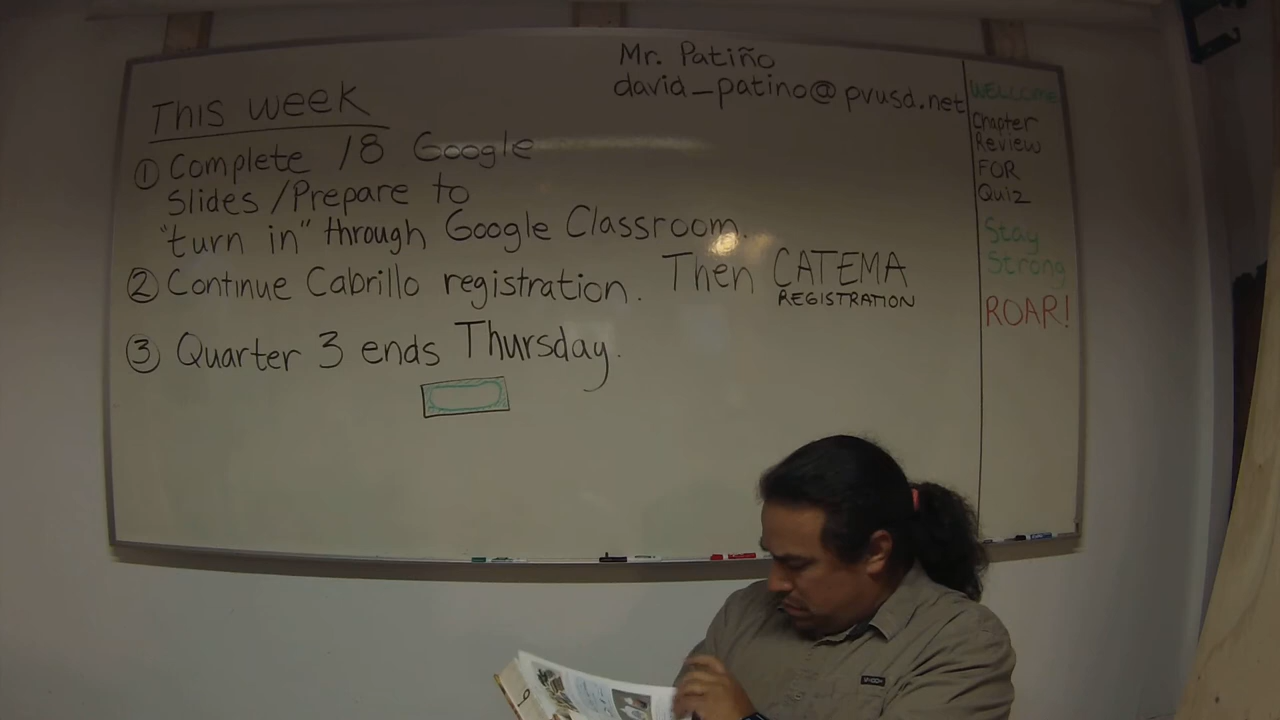 Mr. Patiño
david_patino@pvusd.net
This week
① Complete 18 Google
Slides/Prepare to
"turn in" through Google Classroom.
② Continue Cabrillo registration. Then CATEMA
REGISTRATION
③ Quarter 3 ends Thursday.
WELLCME
Chapter
Review
FOR
Quiz
Stay
Strong
ROAR!